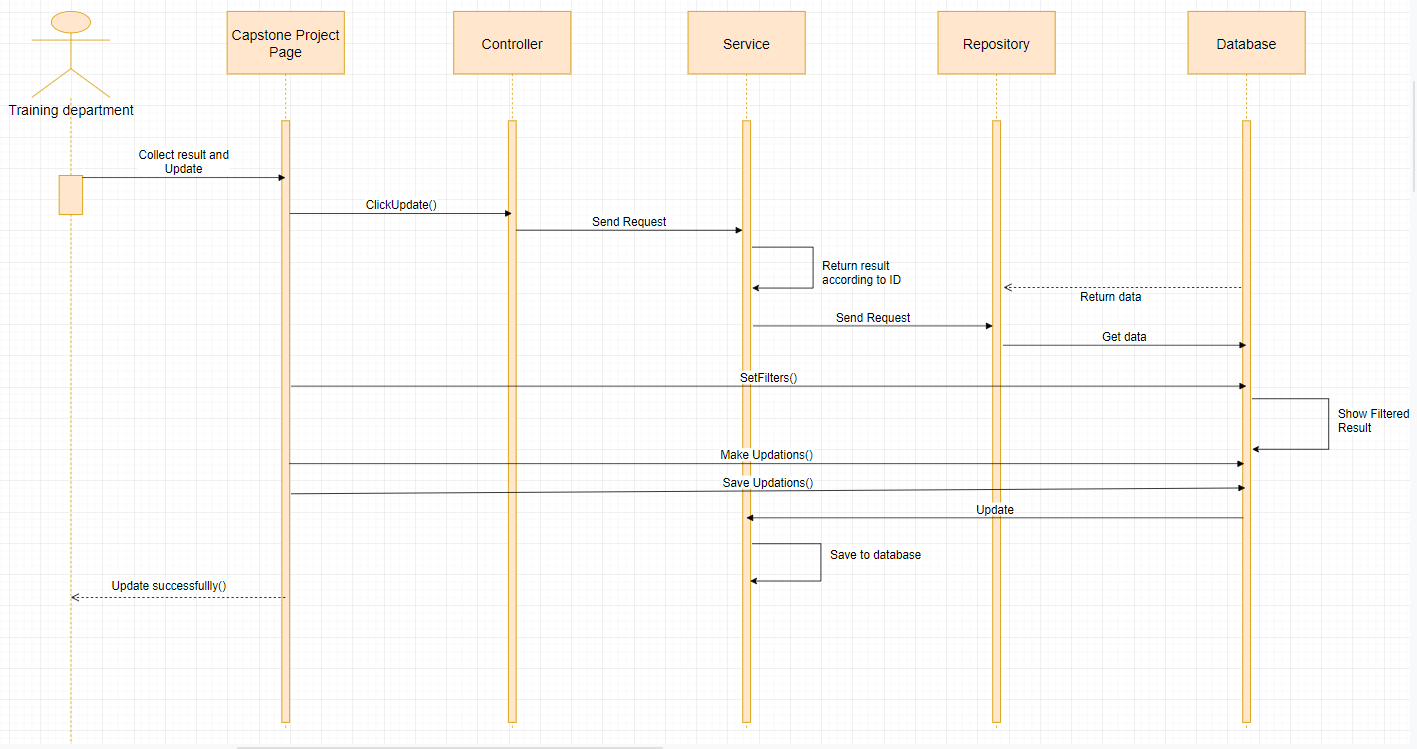 Capstone Project
Page
Controller
Service
Repository
Database
Training department
Collect result and
Update
ClickUpdate()
Send Request
Return result
according to ID
Return data
Send Request
Get data
SetFilters()
Show Filtered
Result
Make Updations()
Save Updations()
Update
Save to database
Update successfullly()